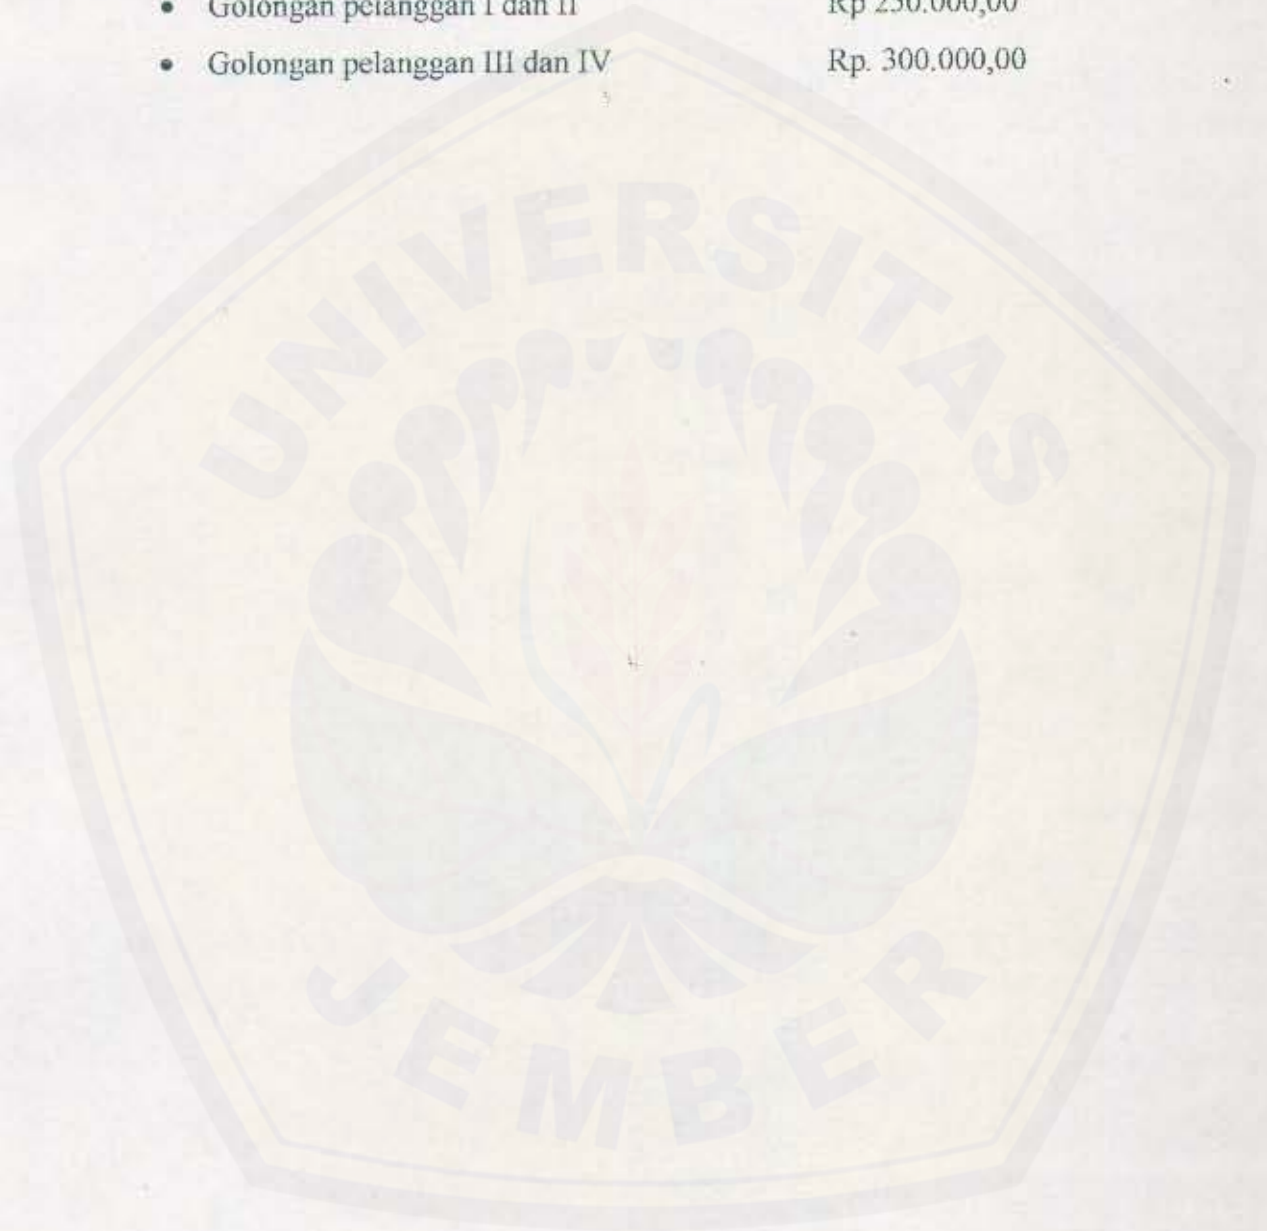 • Golongan pelanggan I dan II Rp 250.000,00
• Golongan pelanggan III dan IV Rp. 300.000,00
UNIVERSITAS
JEMBER